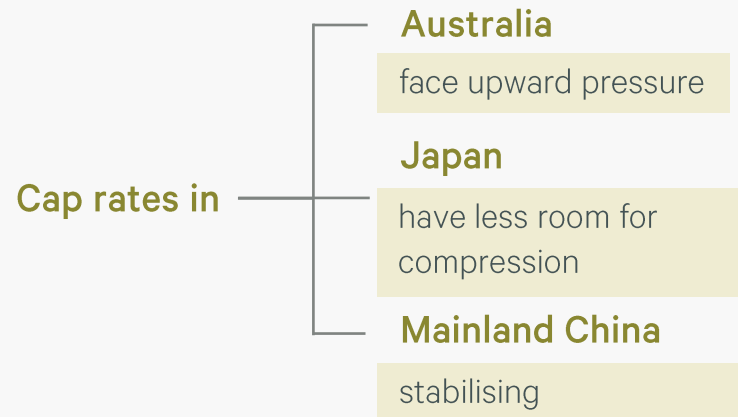 Cap rates in
Australia
face upward pressure
Japan
have less room for
compression
Mainland China
stabilising